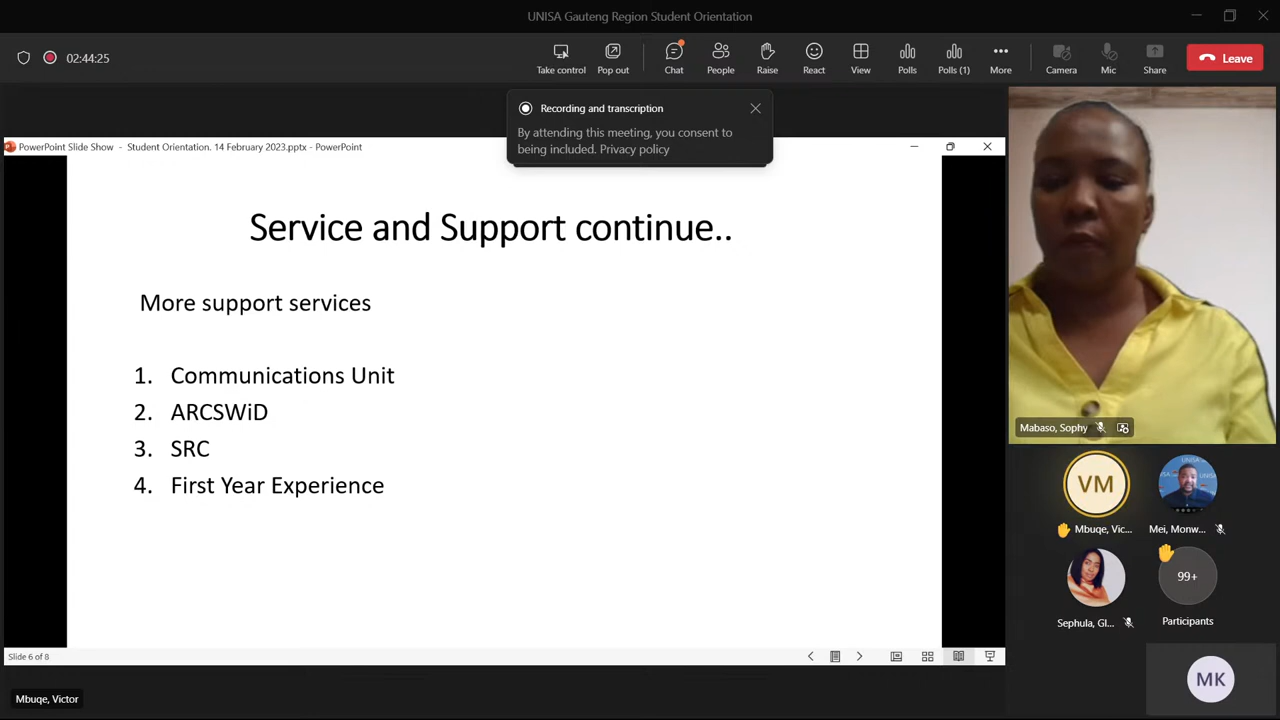 UNISA Gauteng Region Student Orientation
02:44:25
Take control
Pop out
Chat
People
Raise
React
View
Polls
Polls (1)
More
Camera
Mic
Share
Leave
Recording and transcription
By attending this meeting, you consent to
being included. Privacy policy
PowerPoint Slide Show - Student Orientation. 14 February 2023.pptx - PowerPoint
Service and Support continue..
More support services
1. Communications Unit
2. ARCSWiD
3. SRC
4. First Year Experience
Slide 6 of 8
Mbuqe, Victor
Mabaso, Sophy
VM
Mbuqe, Vic...
Mei, Monw...
Sephula, Gl...
99+
Participants
MK